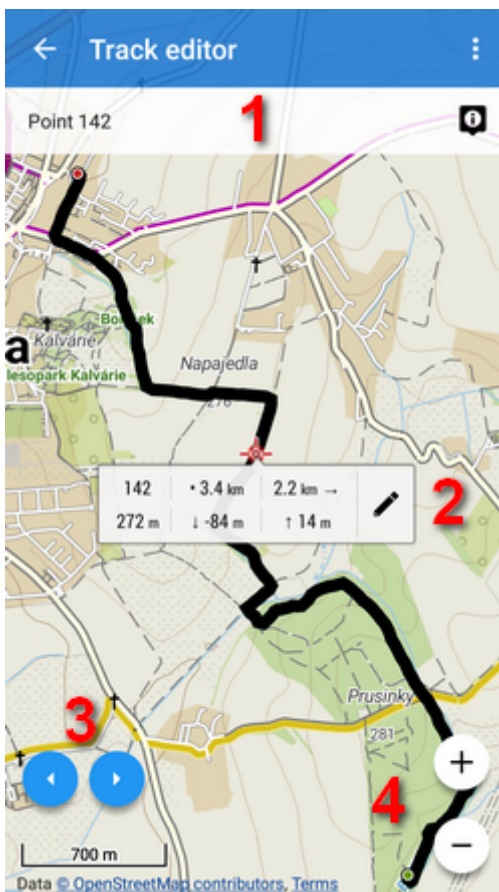 Track editor
Point 142
1
a
Kalvárie
lesopark Kalvárie
Napajedla
276
142 • 3.4 km 2.2 km →
272 m ↓ -84 m ↑ 14 m
2
3
Prusinky
281
4
+
−
700 m
Data © OpenStreetMap contributors, Terms